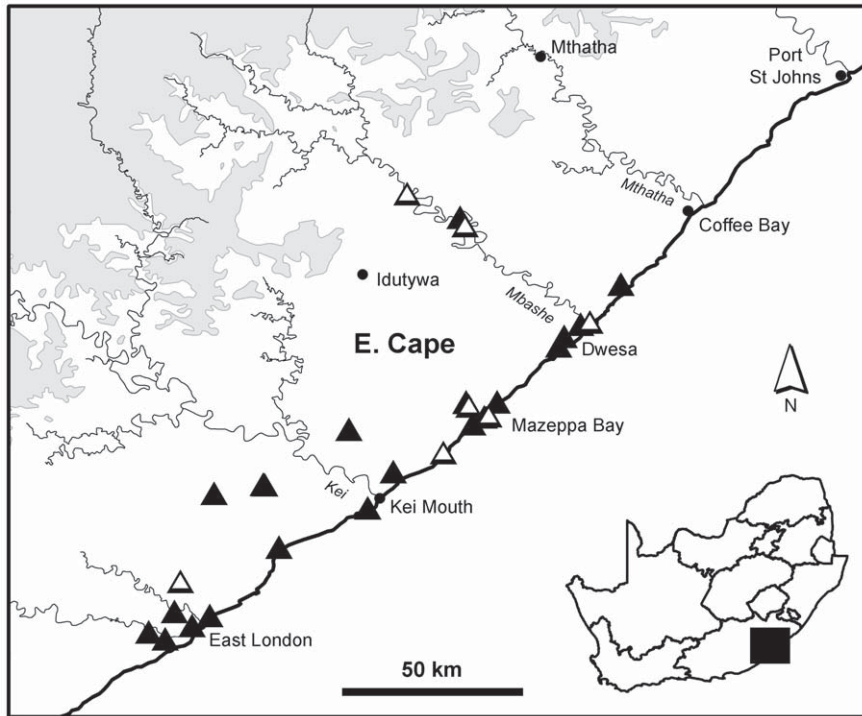 Mthatha
Port
St Johns
Mthatha
Coffee Bay
Idutywa
Mbashe
E. Cape
Dwesa
N
Mazeppa Bay
Kei
Kei Mouth
East London
50 km